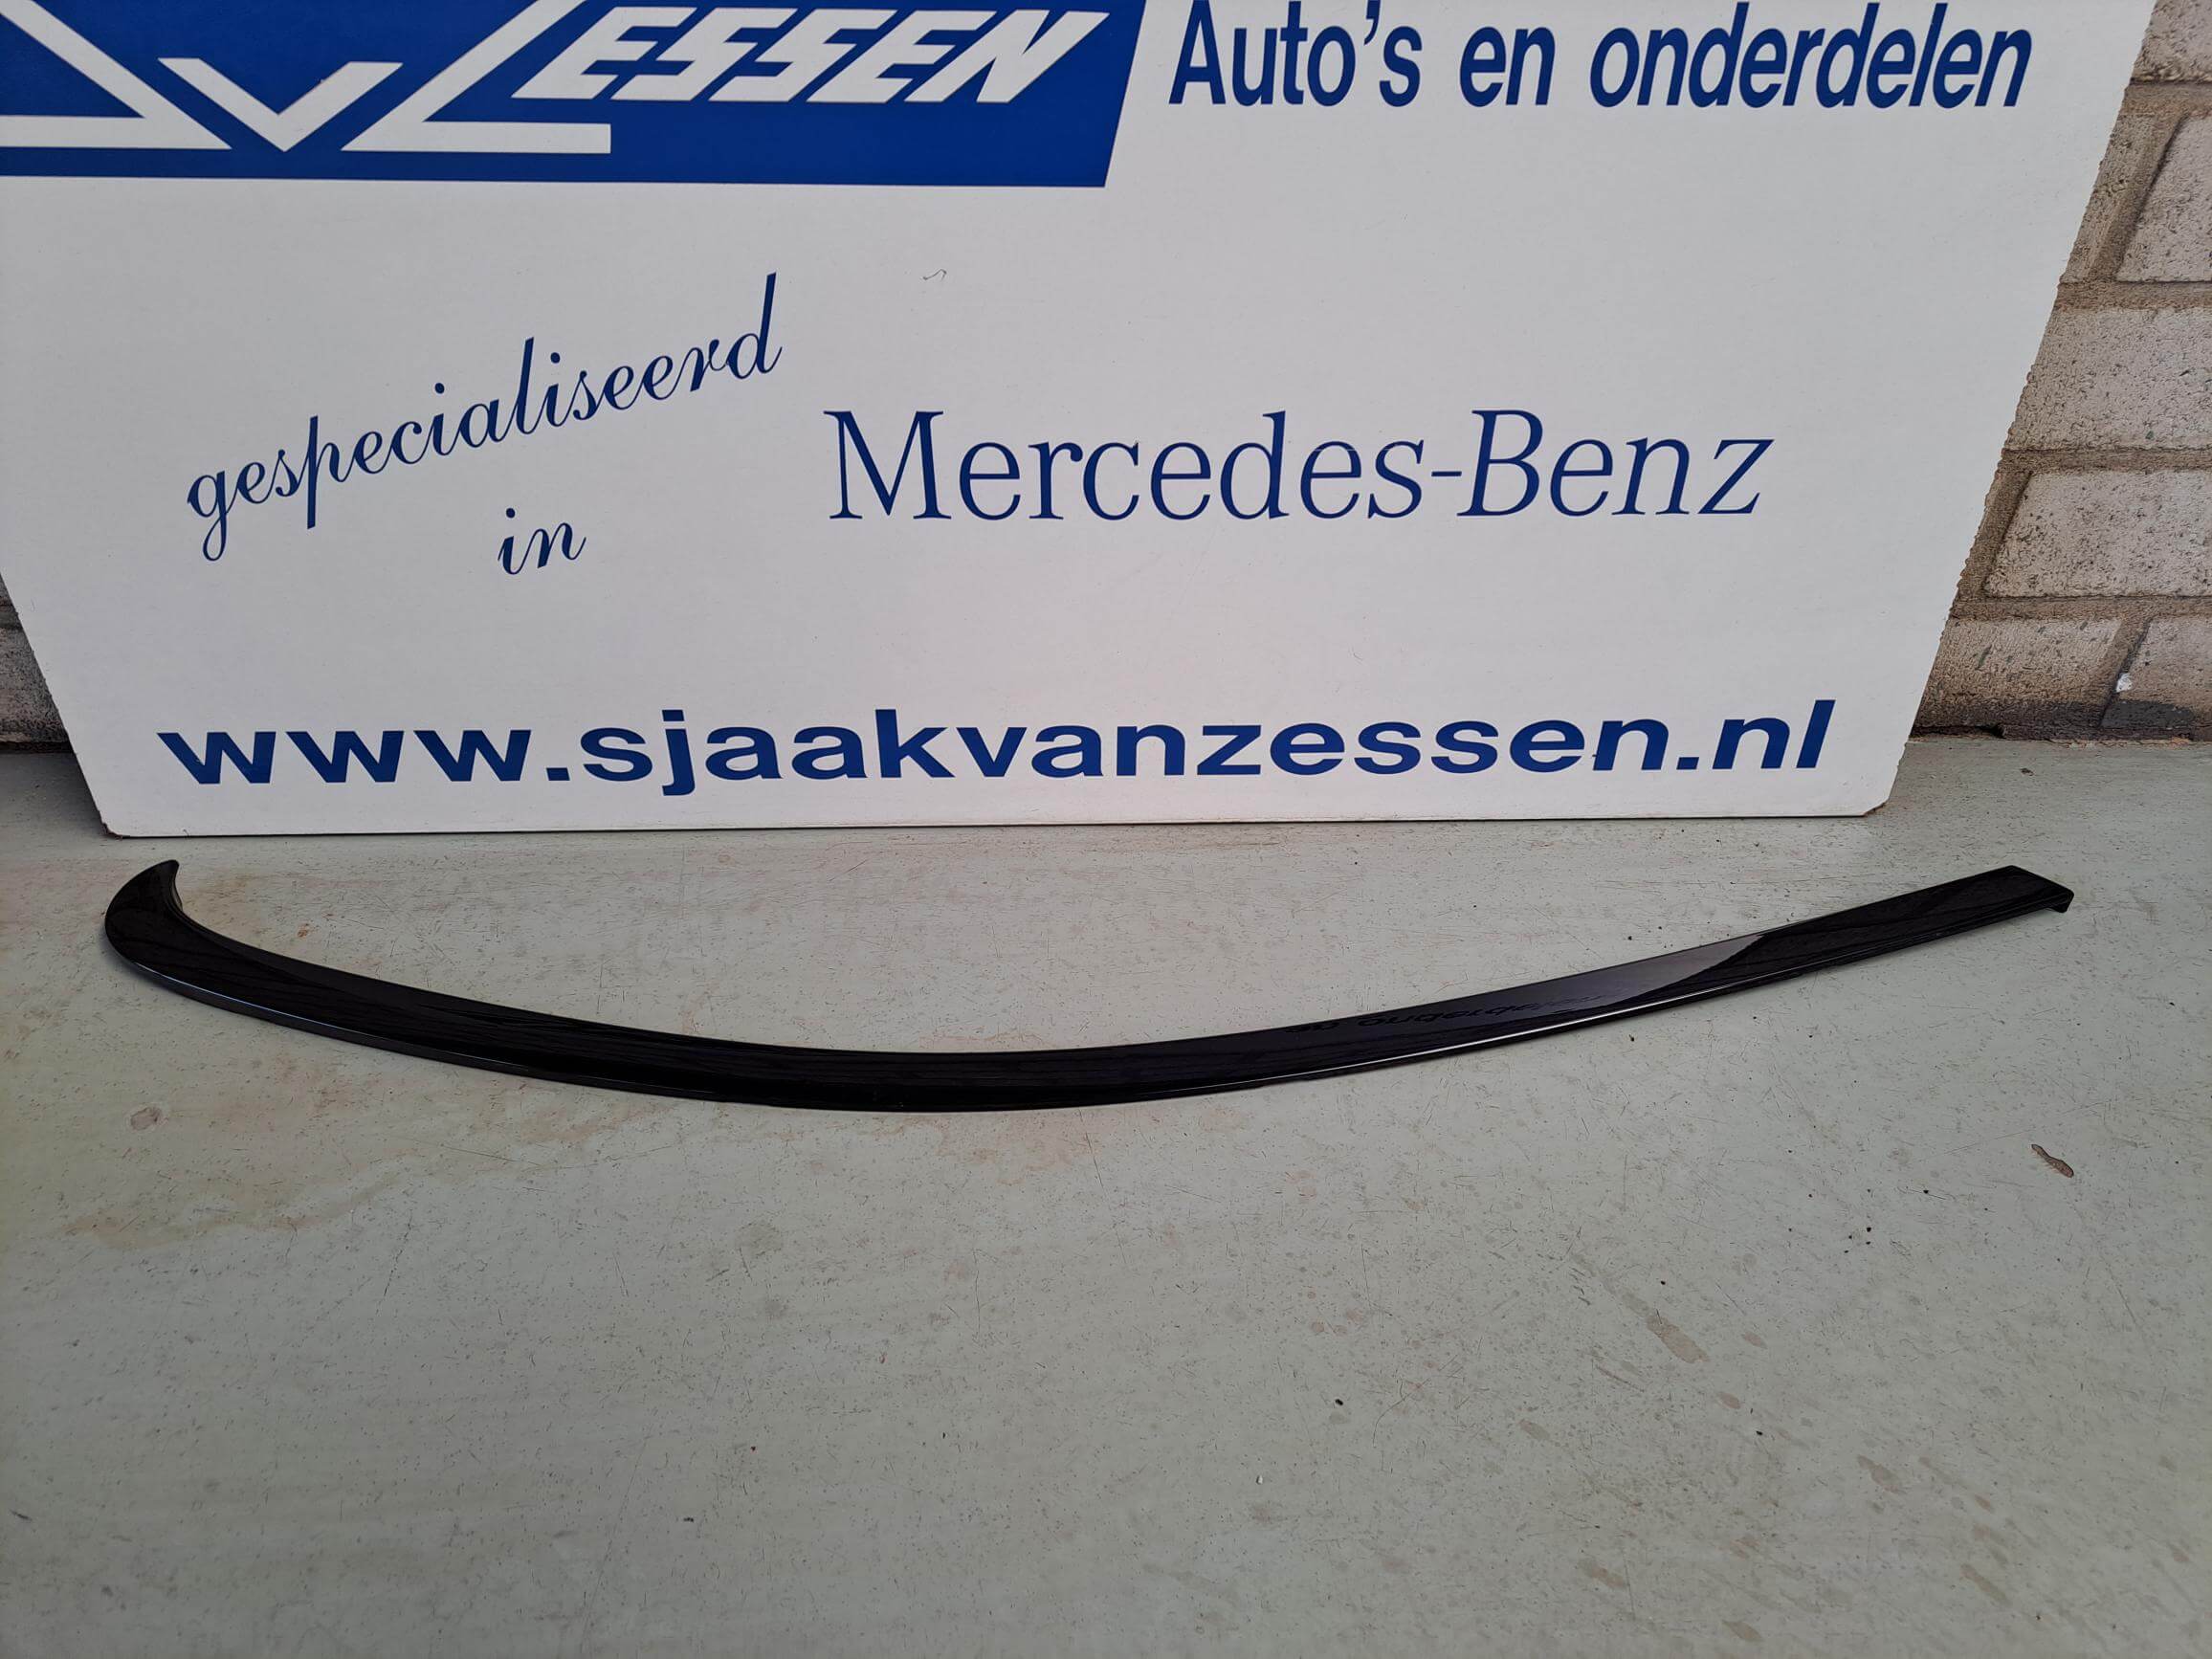 ESSEN Auto's en onderdelen
gespecialiseerd
in
Mercedes-Benz
www.sjaakvanzessen.nl